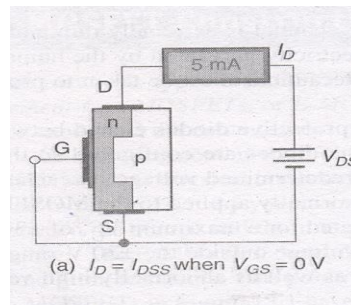 5 mA
I_D
D
n
G
p
V_DS
S
(a) I_D = I_DSS when V_GS = 0 V